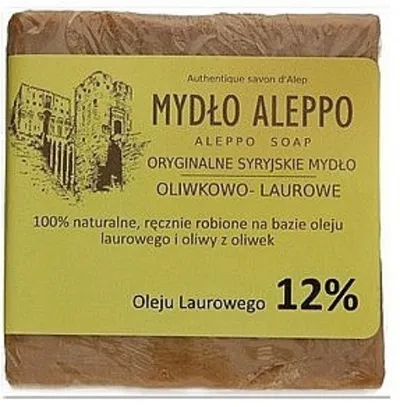 Authentique savon d'Alep
MYDŁO ALEPPO
ALEPPO SOAP
ORYGINALNE SYRYJSKIE MYDŁO
OLIWKOWO- LAUROWE
100% naturalne, ręcznie robione na bazie oleju
laurowego i oliwy z oliwek
Oleju Laurowego 12%